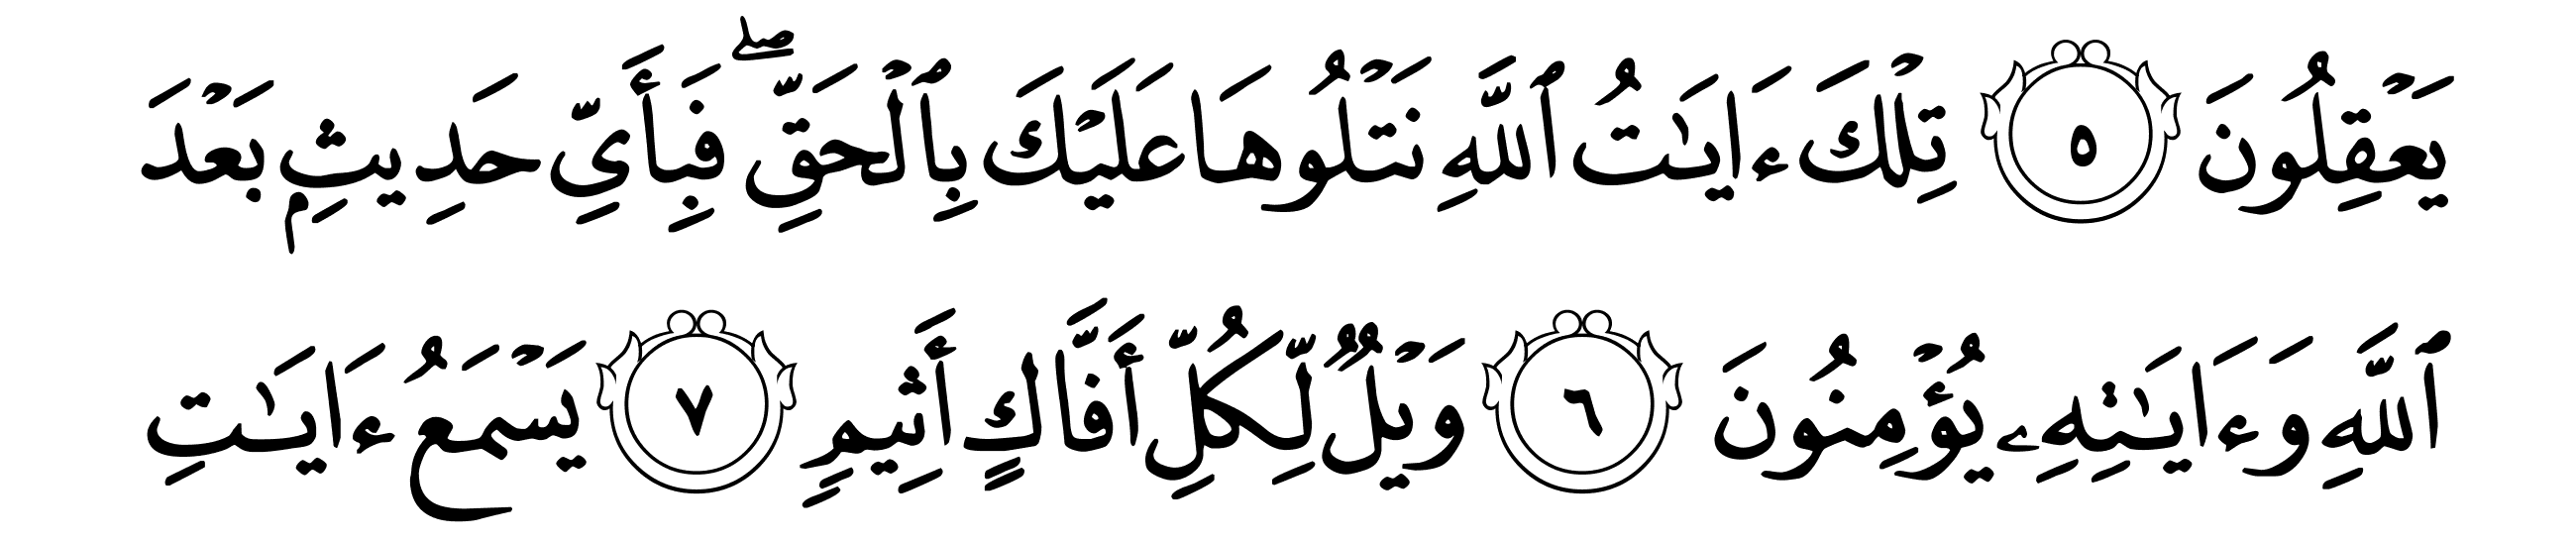 يَعۡقِلُونَ ٥ تِلۡكَ ءَايَٰتُ ٱللَّهِ نَتۡلُوهَا عَلَيۡكَ بِٱلۡحَقِّۖ فَبِأَيِّ حَدِيثِۭ بَعۡدَ
ٱللَّهِ وَءَايَٰتِهِۦ يُؤۡمِنُونَ ٦ وَيۡلٞ لِّكُلِّ أَفَّاكٍ أَثِيمٖ ٧ يَسۡمَعُ ءَايَٰتِ